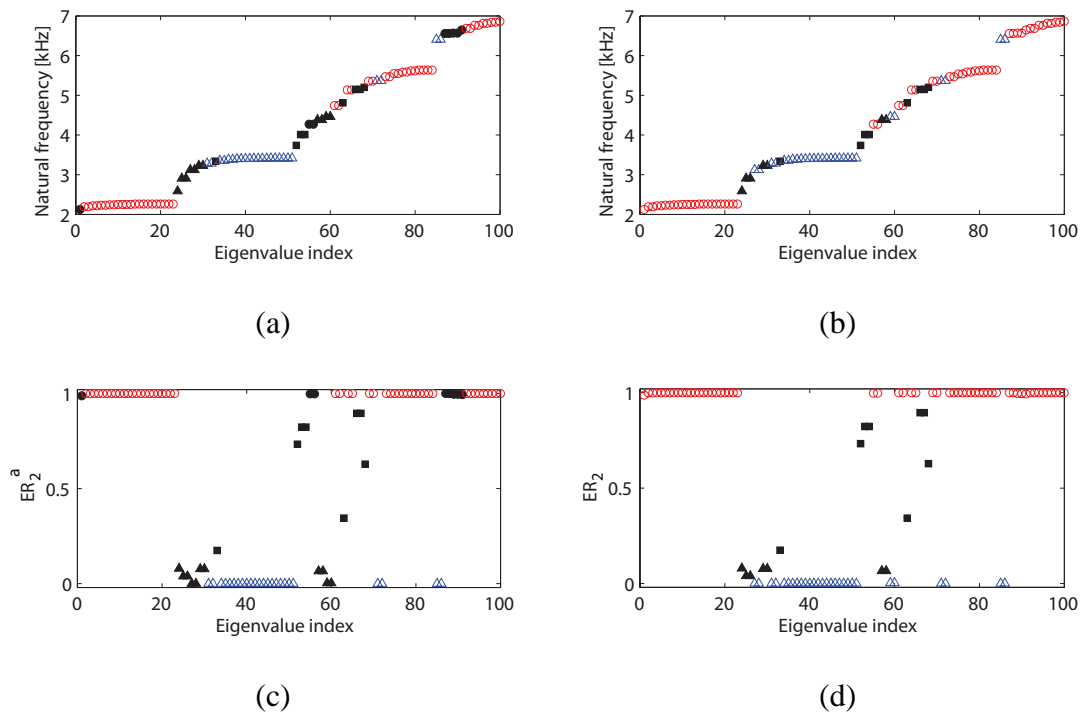 7
6
5
4
3
2
0 20 40 60 80 100
Natural frequency [kHz]
Eigenvalue index
(a)
7
6
5
4
3
2
0 20 40 60 80 100
Natural frequency [kHz]
Eigenvalue index
(b)
1
0.5
0
0 20 40 60 80 100
ER₂ᵃ
Eigenvalue index
(c)
1
0.5
0
0 20 40 60 80 100
ER₂
Eigenvalue index
(d)